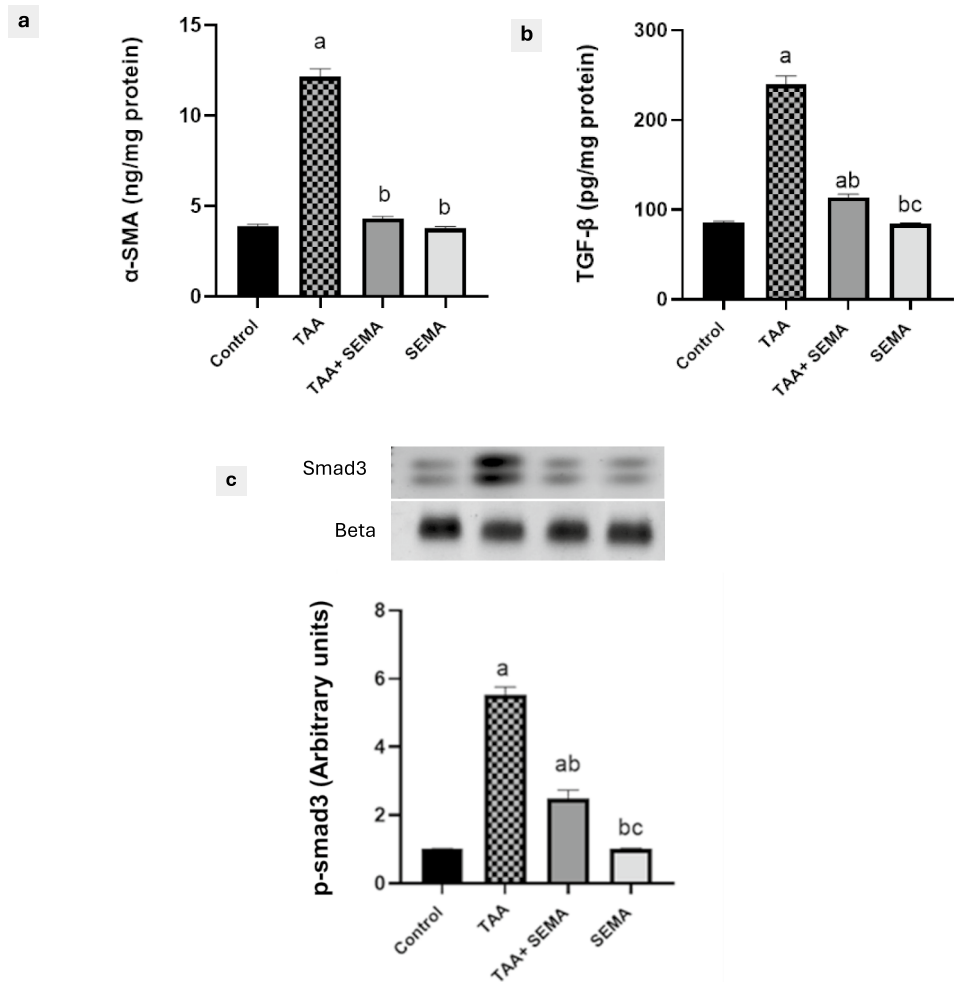 a
α-SMA (ng/mg protein)
15
10
5
0
a
b
b
Control
TAA
TAA+ SEMA
SEMA
b
TGF-β (pg/mg protein)
300
200
100
0
a
ab
bc
Control
TAA
TAA+ SEMA
SEMA
c
Smad3
Beta
p-smad3 (Arbitrary units)
8
6
4
2
0
a
ab
bc
Control
TAA
TAA+ SEMA
SEMA